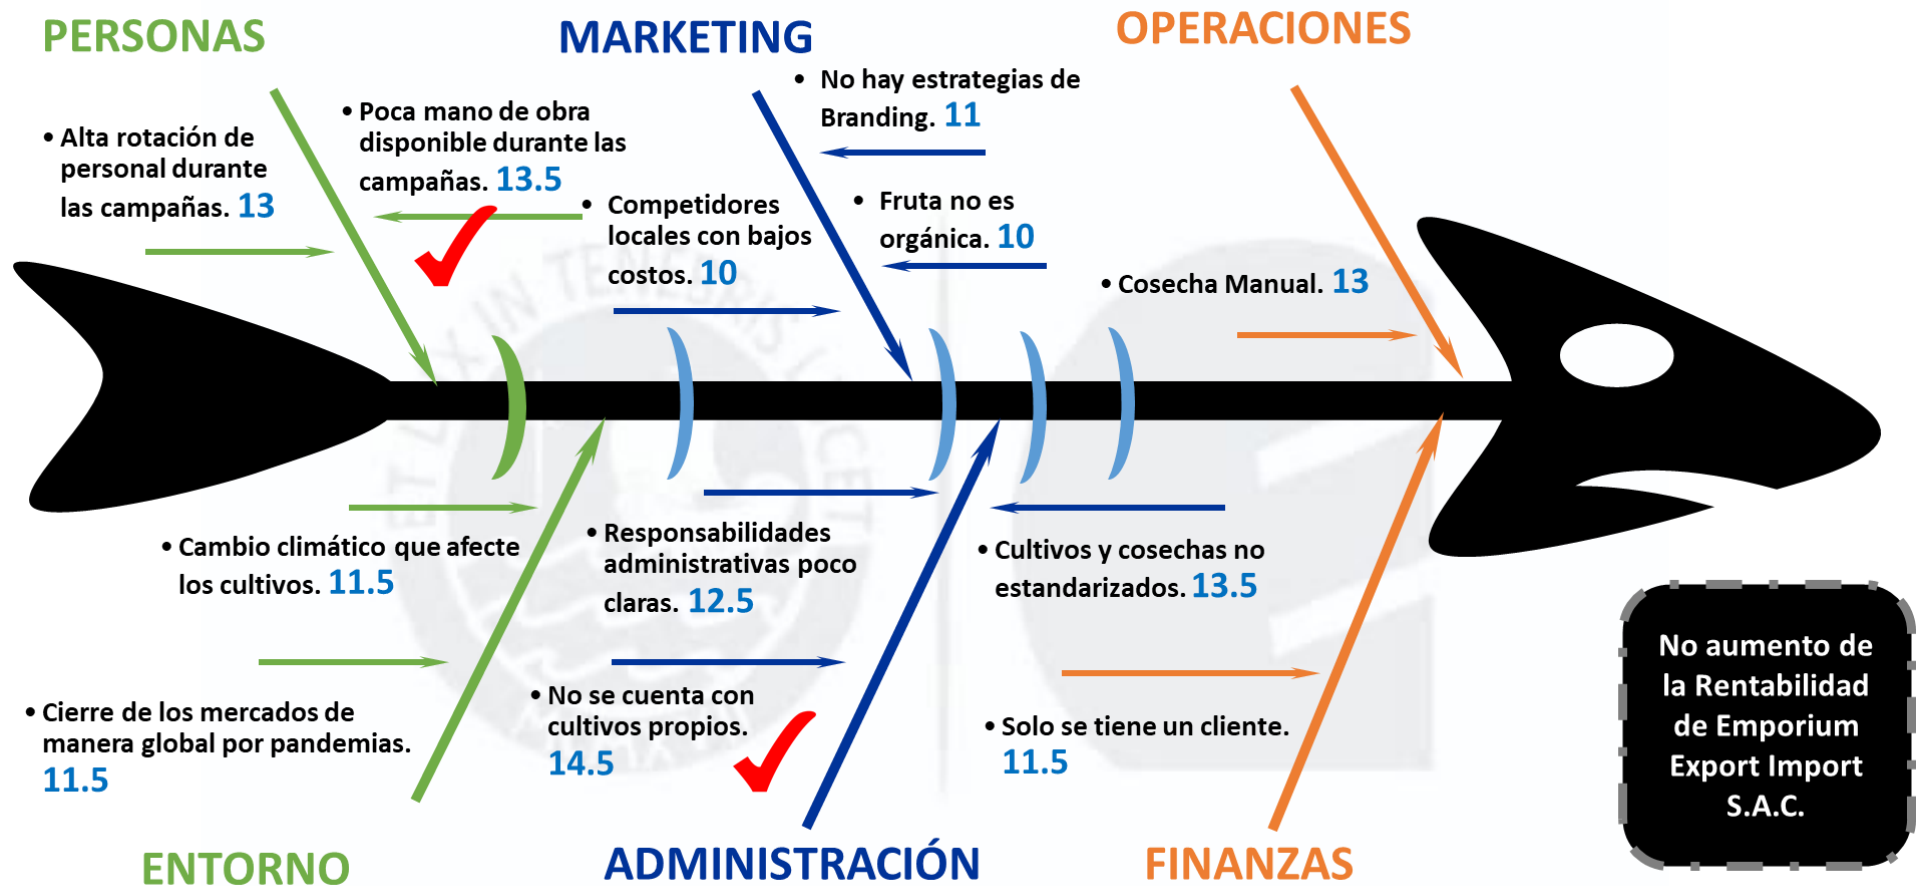 PERSONAS
MARKETING
OPERACIONES
• Alta rotación de
personal durante
las campañas. 13
• Poca mano de obra
disponible durante las
campañas. 13.5
• No hay estrategias de
Branding. 11
• Competidores
locales con bajos
costos. 10
• Fruta no es
orgánica. 10
• Cosecha Manual. 13
• Cambio climático que afecte
los cultivos. 11.5
• Responsabilidades
administrativas poco
claras. 12.5
• Cultivos y cosechas no
estandarizados. 13.5
• Cierre de los mercados de
manera global por pandemias.
11.5
• No se cuenta con
cultivos propios.
14.5
• Solo se tiene un cliente.
11.5
No aumento de
la Rentabilidad
de Emporium
Export Import
S.A.C.
ENTORNO
ADMINISTRACIÓN
FINANZAS